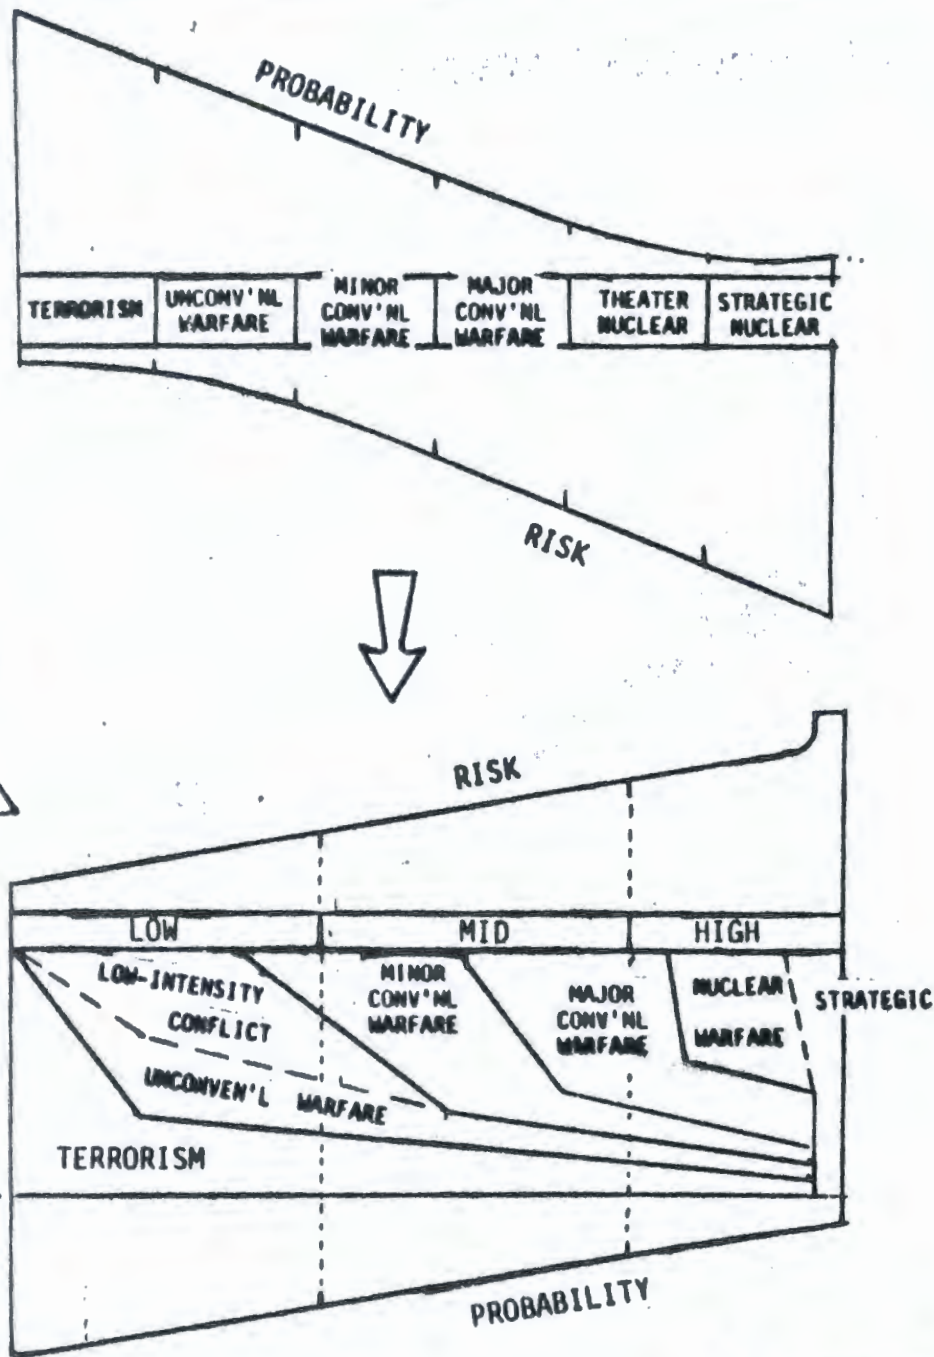 PROBABILITY
TERRORISM
UNCONV'NL
WARFARE
MINOR
CONV'NL
WARFARE
MAJOR
CONV'NL
WARFARE
THEATER
NUCLEAR
STRATEGIC
NUCLEAR
RISK
RISK
LOW
MID
HIGH
LOW-INTENSITY
CONFLICT
UNCONVEN'L WARFARE
MINOR
CONV'NL
WARFARE
MAJOR
CONV'NL
WARFARE
NUCLEAR
WARFARE
STRATEGIC
TERRORISM
PROBABILITY